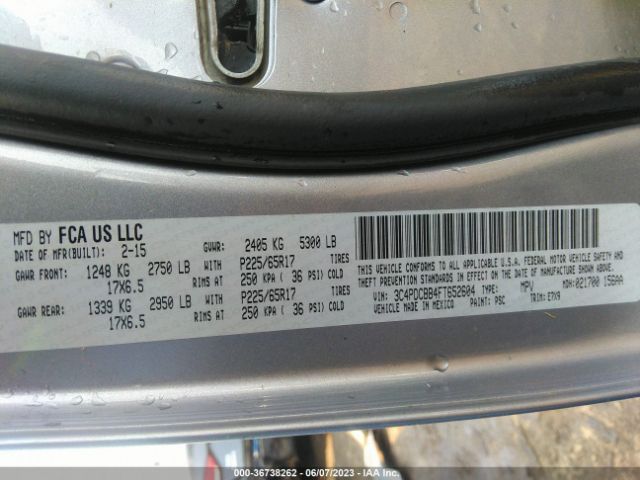 MFD BY FCA US LLC
DATE OF MFR(BUILT): 2-15 GVWR: 2405 KG 5300 LB
GAWR FRONT: 1248 KG 2750 LB WITH P225/65R17 TIRES
17X6.5 RIMS AT 250 KPA ( 36 PSI) COLD
GAWR REAR: 1339 KG 2950 LB WITH P225/65R17 TIRES
17X6.5 RIMS AT 250 KPA ( 36 PSI) COLD
THIS VEHICLE CONFORMS TO ALL APPLICABLE U.S.A. FEDERAL MOTOR VEHICLE SAFETY AND
THEFT PREVENTION STANDARDS IN EFFECT ON THE DATE OF MANUFACTURE SHOWN ABOVE.
VIN: 3C4PDCBB4FT652604 TYPE: MPV MDH: 021700 156AA
VEHICLE MADE IN MEXICO PAINT: PSC TRIM: E7X9
000-36738262 - 06/07/2023 - IAA Inc.